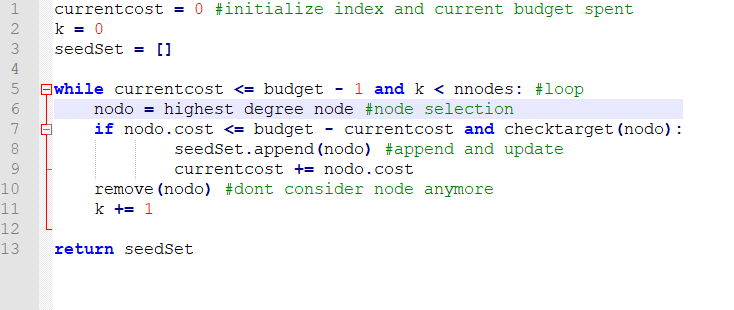 1 currentcost = 0 #initialize index and current budget spent
2 k = 0
3 seedSet = []
4
5 while currentcost <= budget - 1 and k < nnodes: #loop
6 nodo = highest degree node #node selection
7 if nodo.cost <= budget - currentcost and checktarget(nodo):
8 seedSet.append(nodo) #append and update
9 currentcost += nodo.cost
10 remove(nodo) #dont consider node anymore
11 k += 1
12
13 return seedSet